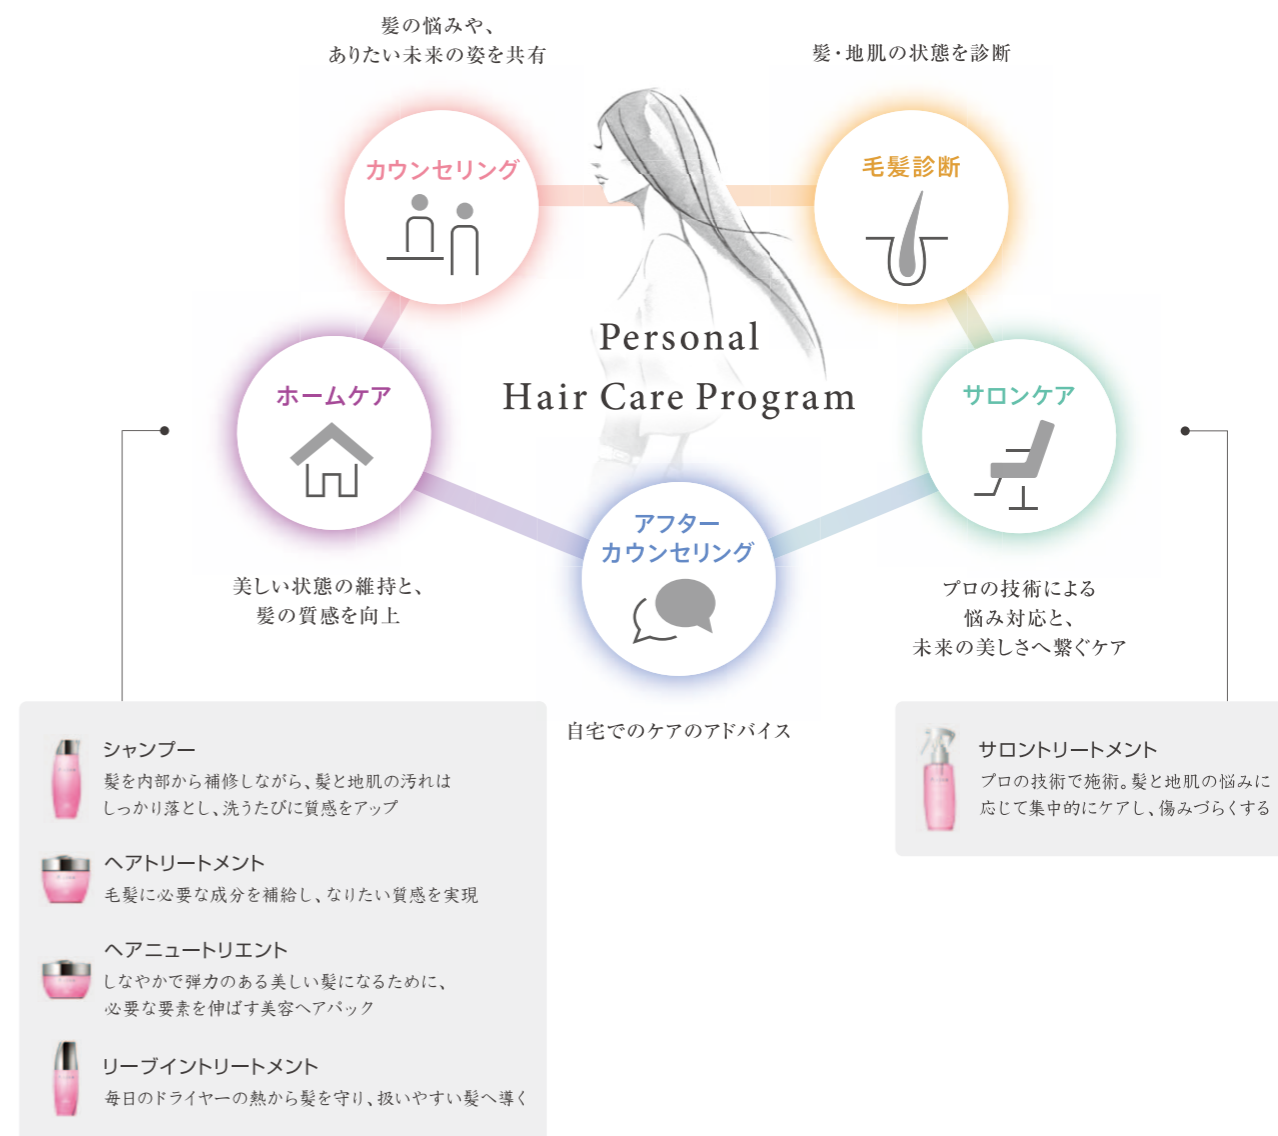 髪の悩みや、
ありたい未来の姿を共有
髪・地肌の状態を診断
カウンセリング
毛髪診断
Personal
Hair Care Program
ホームケア
サロンケア
アフター
カウンセリング
美しい状態の維持と、
髪の質感を向上
プロの技術による
悩み対応と、
未来の美しさへ繋ぐケア
自宅でのケアのアドバイス
シャンプー
髪を内部から補修しながら、髪と地肌の汚れは
しっかり落とし、洗うたびに質感をアップ
ヘアトリートメント
毛髪に必要な成分を補給し、なりたい質感を実現
ヘアニュートリエント
しなやかで弾力のある美しい髪になるために、
必要な要素を伸ばす美容ヘアパック
リーブイントリートメント
毎日のドライヤーの熱から髪を守り、扱いやすい髪へ導く
サロントリートメント
プロの技術で施術。髪と地肌の悩みに
応じて集中的にケアし、傷みづらくする